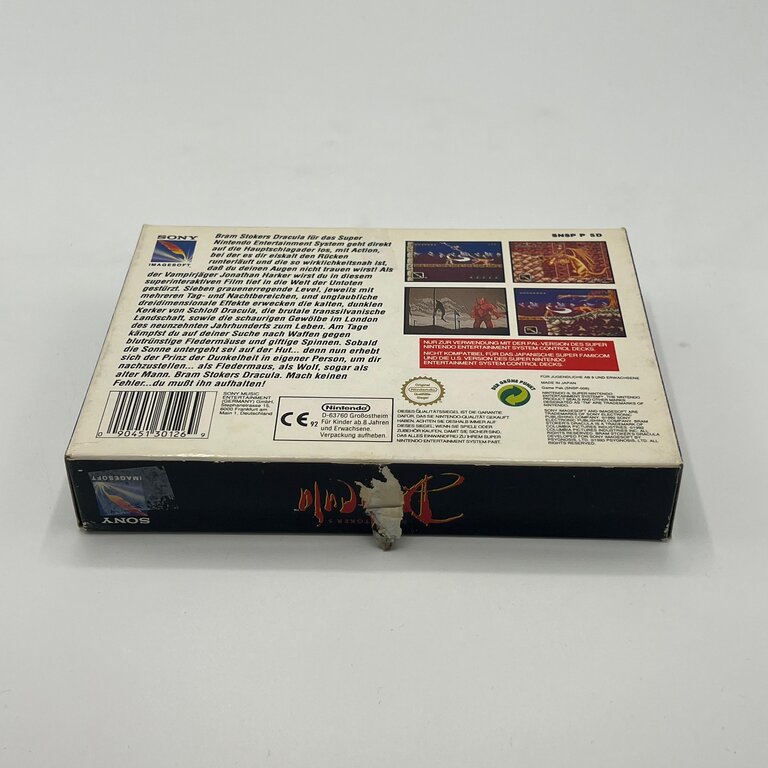 SONY
IMAGESOFT
Bram Stokers Dracula für das Super
Nintendo Entertainment System geht direkt
auf die Hauptschlagader los, mit Action,
bei der es dir eiskalt den Rücken
runterläuft und die so wirklichkeitsnah ist,
daß du deinen Augen nicht trauen wirst! Als
der Vampirjäger Jonathan Harker wirst du in diesem
superinteraktiven Film tief in die Welt der Untoten
gestürzt. Sieben grauenerregende Level, jeweils mit
mehreren Tag- und Nachtbereichen, und unglaubliche
dreidimensionale Effekte erwecken die kalten, dunklen
Kerker von Schloß Dracula, die brutale transsilvanische
Landschaft, sowie die schaurigen Gewölbe im London
des neunzehnten Jahrhunderts zum Leben. Am Tage
kämpfst du auf deiner Suche nach Waffen gegen
blutrünstige Fledermäuse und giftige Spinnen. Sobald
die Sonne untergeht sei auf der Hut... denn nun erhebt
sich der Prinz der Dunkelheit in eigener Person, um dir
nachzustellen... als Fledermaus, als Wolf, sogar als
alter Mann. Bram Stokers Dracula. Mach keinen
Fehler...du mußt ihn aufhalten!
SNSP P SD
NUR ZUR VERWENDUNG MIT DER PAL-VERSION DES SUPER
NINTENDO ENTERTAINMENT SYSTEM CONTROL DECKS.
NICHT KOMPATIBEL FÜR DAS JAPANISCHE SUPER FAMICOM
UND DIE U.S. VERSION DES SUPER NINTENDO
ENTERTAINMENT SYSTEM CONTROL DECKS.
FÜR JUGENDLICHE AB 8 UND ERWACHSENE
MADE IN JAPAN
Original
Nintendo
DER GRÜNE PUNKT
0 90451 30126 9
SONY MUSIC
ENTERTAINMENT
(GERMANY) GmbH.
Stephanstrasse 15,
6000 Frankfurt am
Main 1, Deutschland
CE 92
Nintendo
D-63760 Großostheim
Für Kinder ab 8 Jahren
und Erwachsene.
Verpackung aufheben.
DIESES QUALITÄTSSIEGEL IST DIE GARANTIE
DAFÜR, DAS SIE NINTENDO-QUALITÄT GEKAUFT
HABEN. ACHTEN SIE DESHALB IMMER AUF
DIESES SIEGEL, WENN SIE SPIELE ODER
ZUBEHÖR KAUFEN, DAMIT SIE SICHER SIND,
DAS ALLES EINWANDFREI ZU IHREM SUPER
NINTENDO ENTERTAINMENT SYSTEM PAßT.
SONY
IMAGESOFT